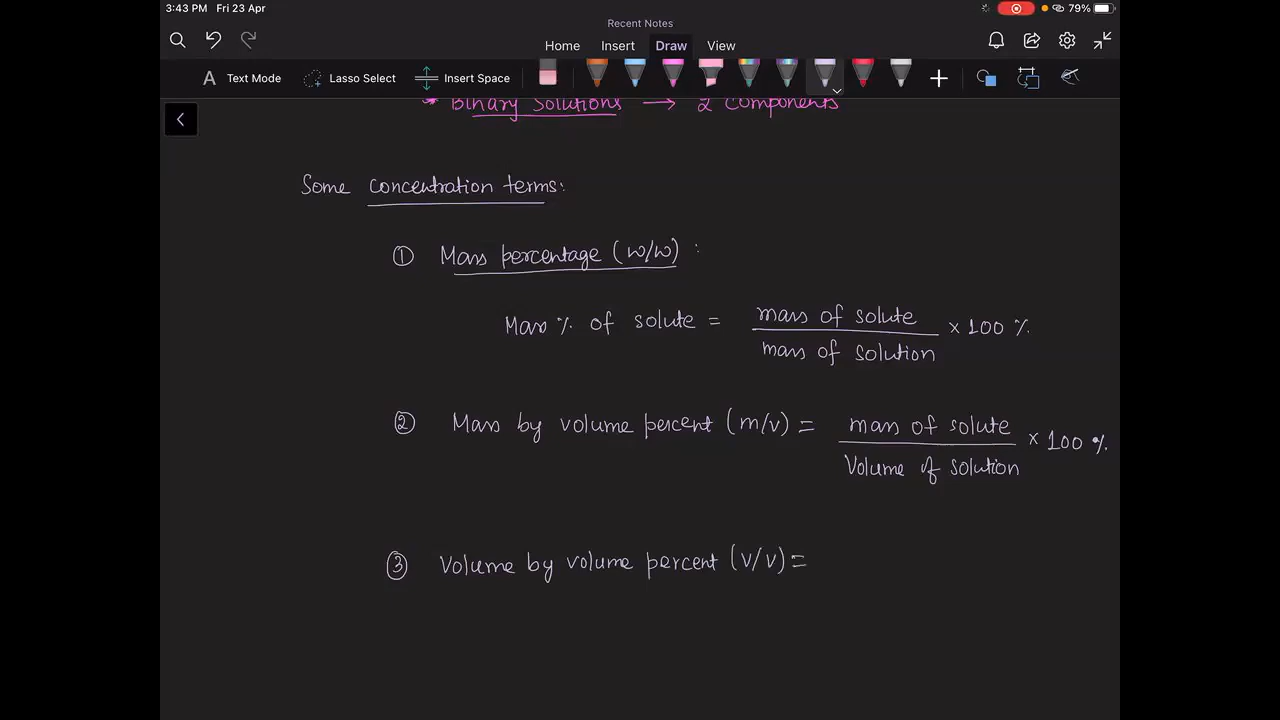 3:43 PM Fri 23 Apr
79%
Recent Notes
Home Insert Draw View
Text Mode Lasso Select Insert Space
Binary Solutions → 2 Components
Some concentration terms:
① Mass percentage (w/w) :
Mass % of solute = mass of solute / mass of solution × 100 %
② Mass by volume percent (m/v) = mass of solute / Volume of solution × 100 %
③ Volume by volume percent (v/v) =